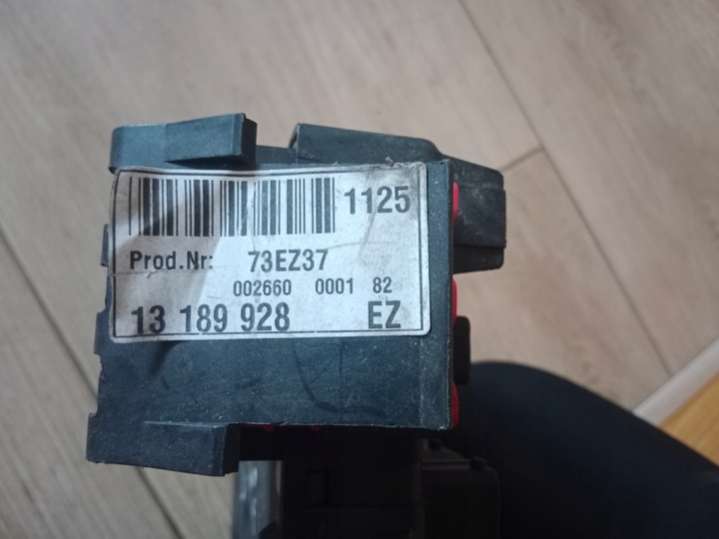 1125
Prod.Nr: 73EZ37
002660 0001 82
13 189 928 EZ